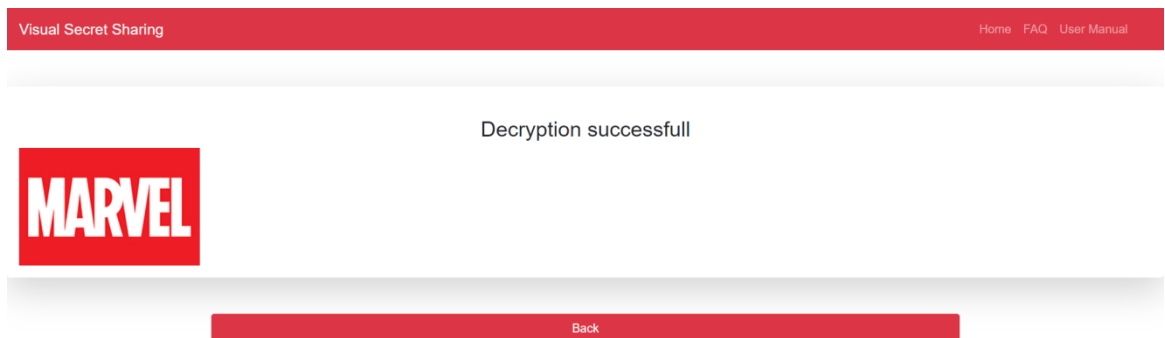 Visual Secret Sharing Home FAQ User Manual
Decryption successfull
MARVEL
Back